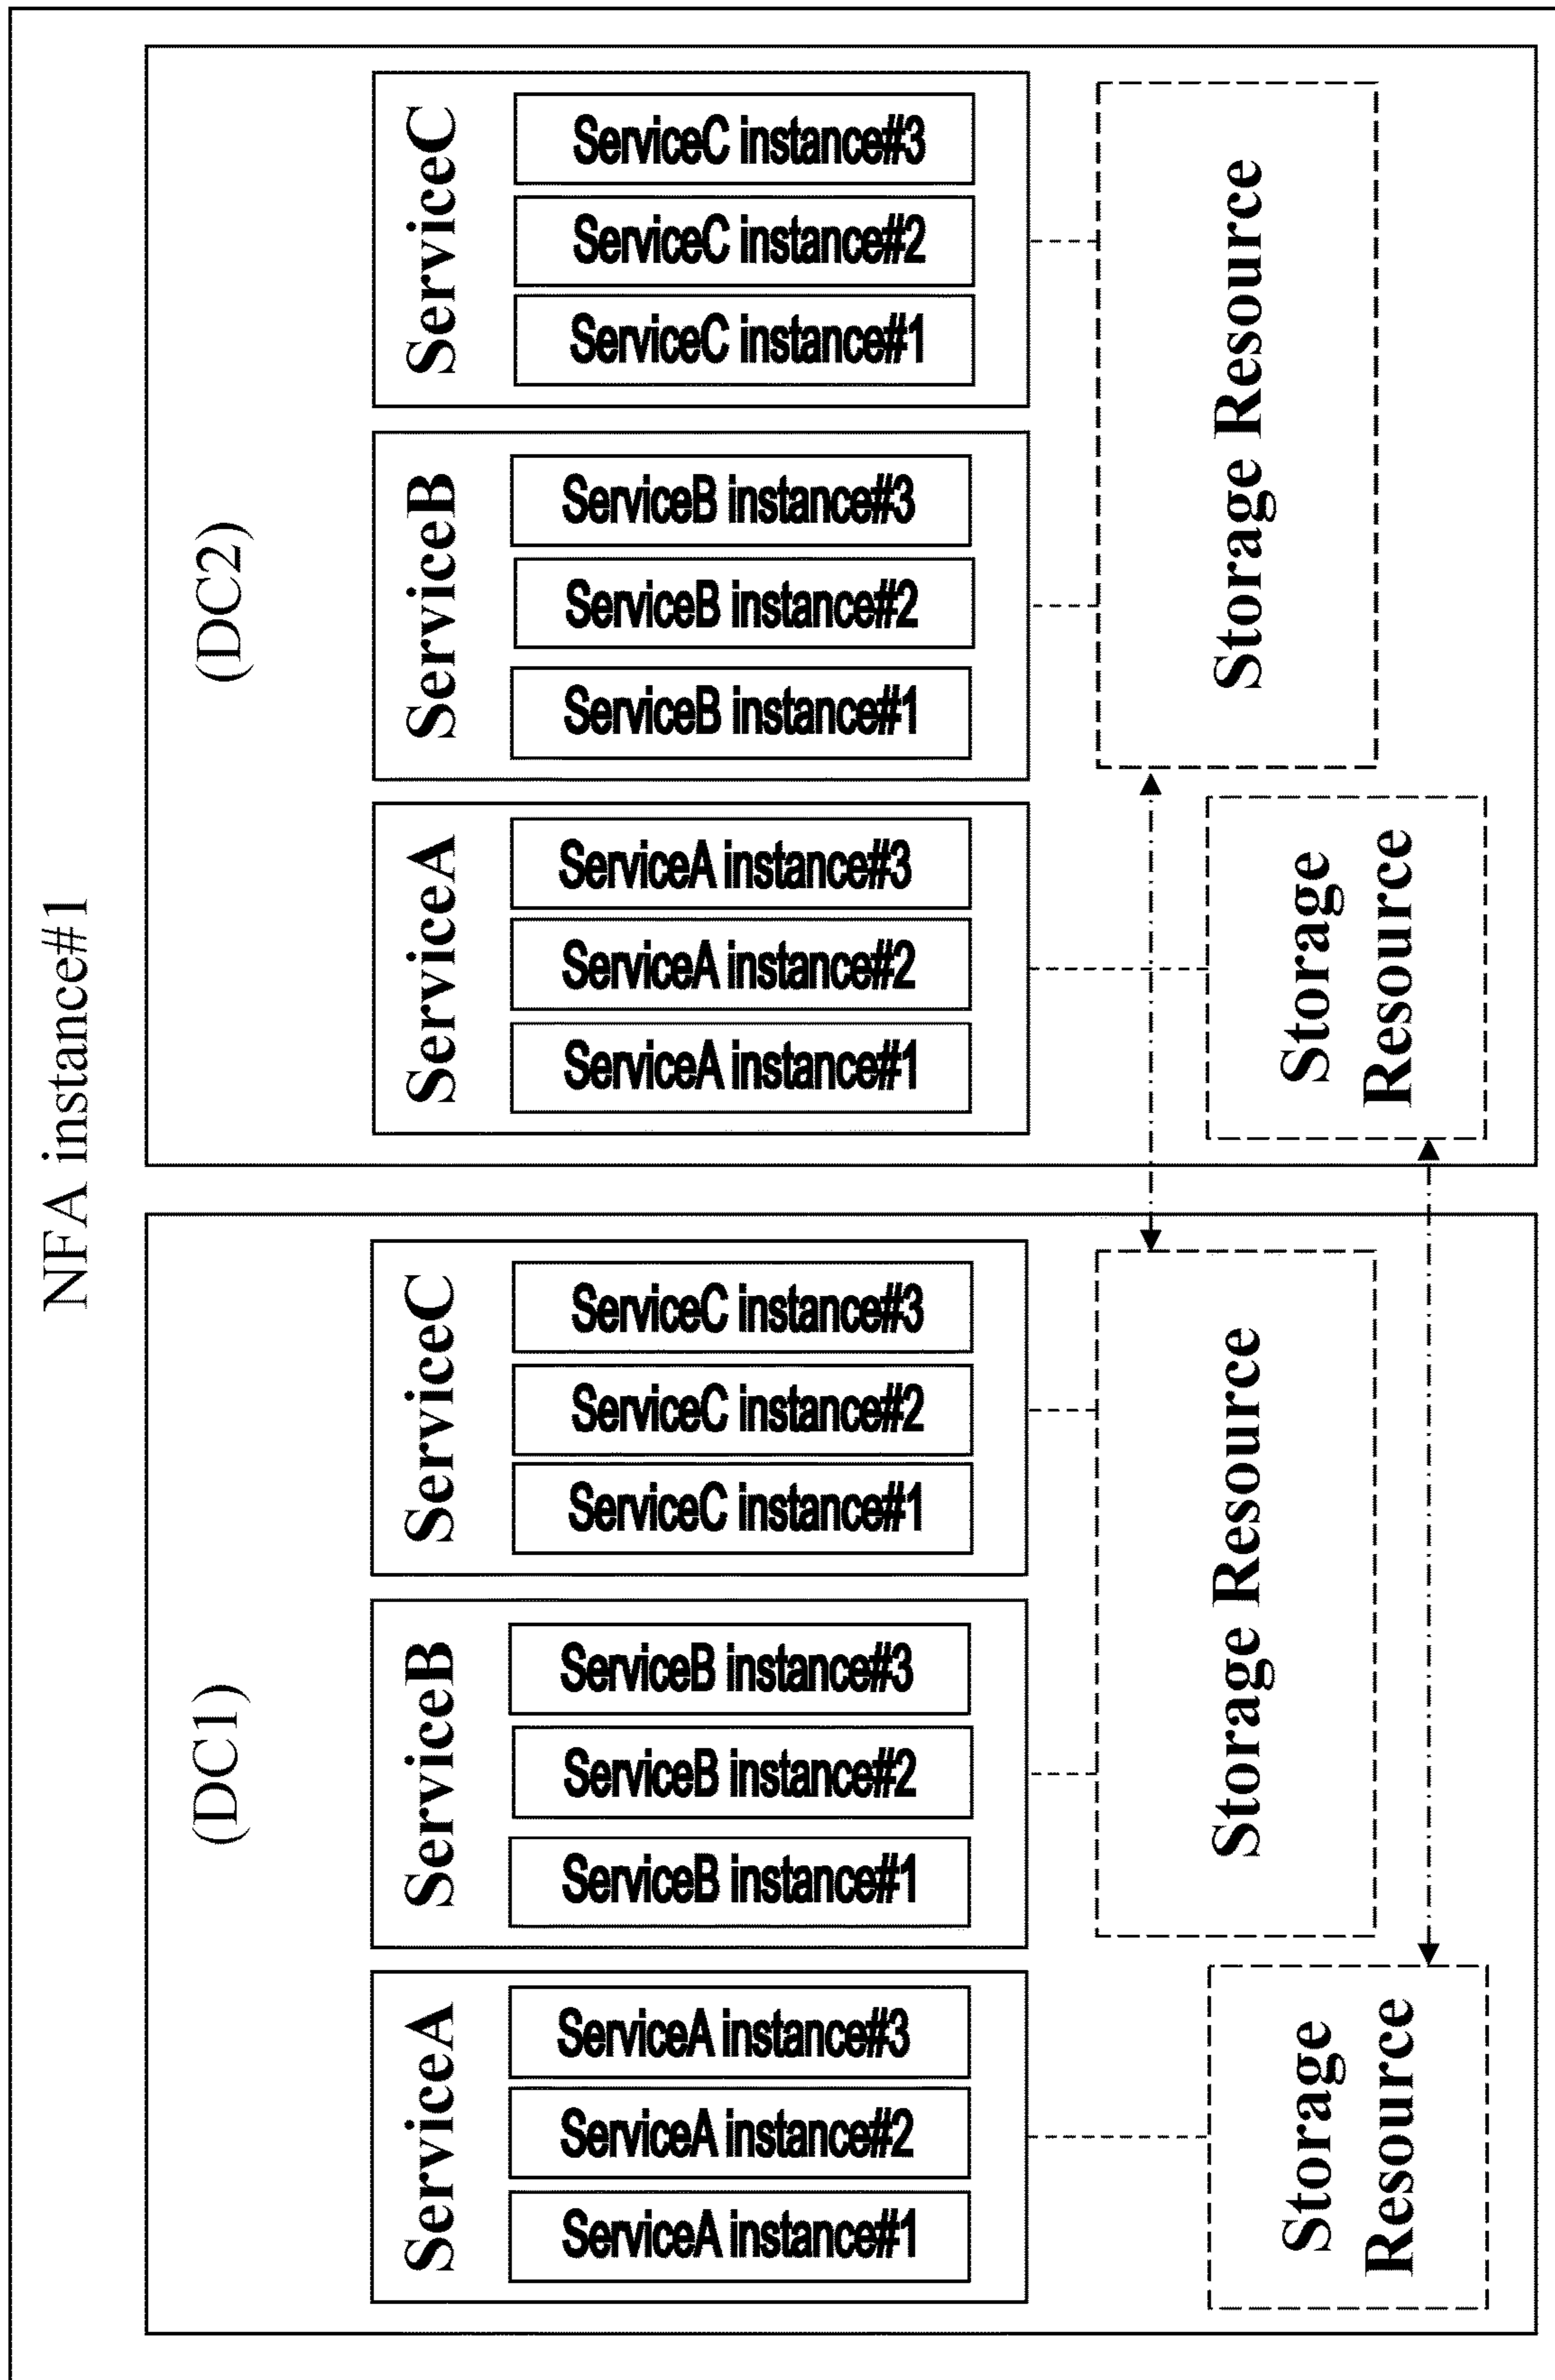 NFA instance#1
(DC1)
ServiceA
ServiceA instance#1
ServiceA instance#2
ServiceA instance#3
ServiceB
ServiceB instance#1
ServiceB instance#2
ServiceB instance#3
ServiceC
ServiceC instance#1
ServiceC instance#2
ServiceC instance#3
Storage
Resource
Storage Resource
(DC2)
ServiceA
ServiceA instance#1
ServiceA instance#2
ServiceA instance#3
ServiceB
ServiceB instance#1
ServiceB instance#2
ServiceB instance#3
ServiceC
ServiceC instance#1
ServiceC instance#2
ServiceC instance#3
Storage
Resource
Storage Resource